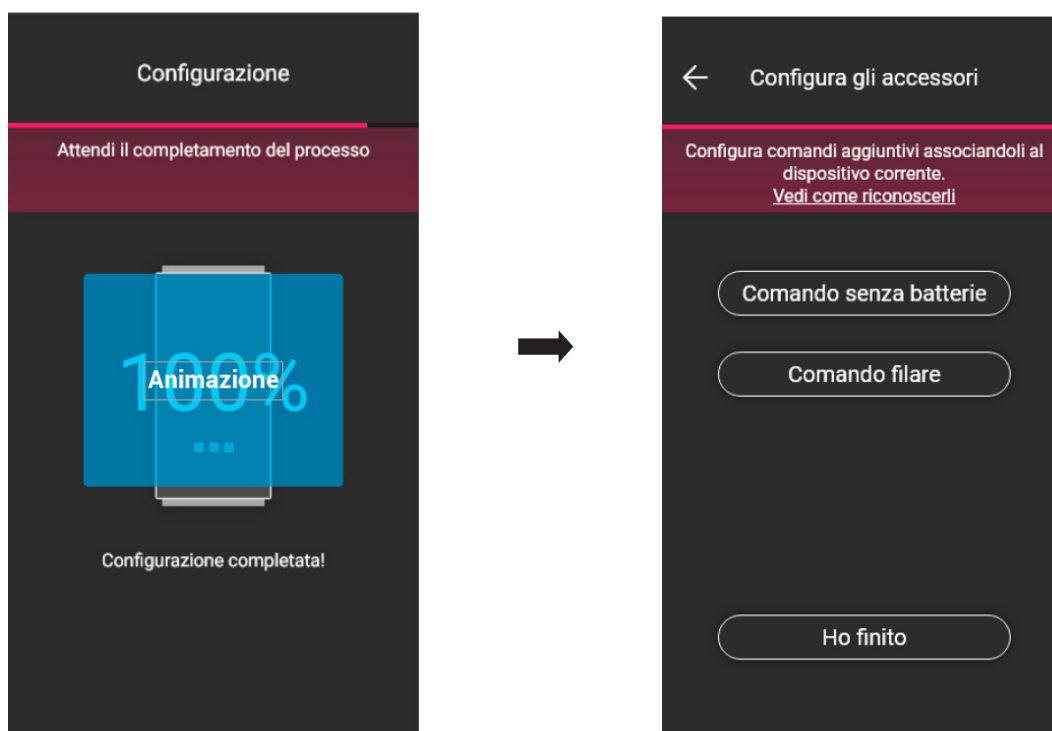 Configurazione
Attendi il completamento del processo
100%
Animazione
Configurazione completata!
Configura gli accessori
Configura comandi aggiuntivi associandoli al
dispositivo corrente.
Vedi come riconoscerli
Comando senza batterie
Comando filare
Ho finito